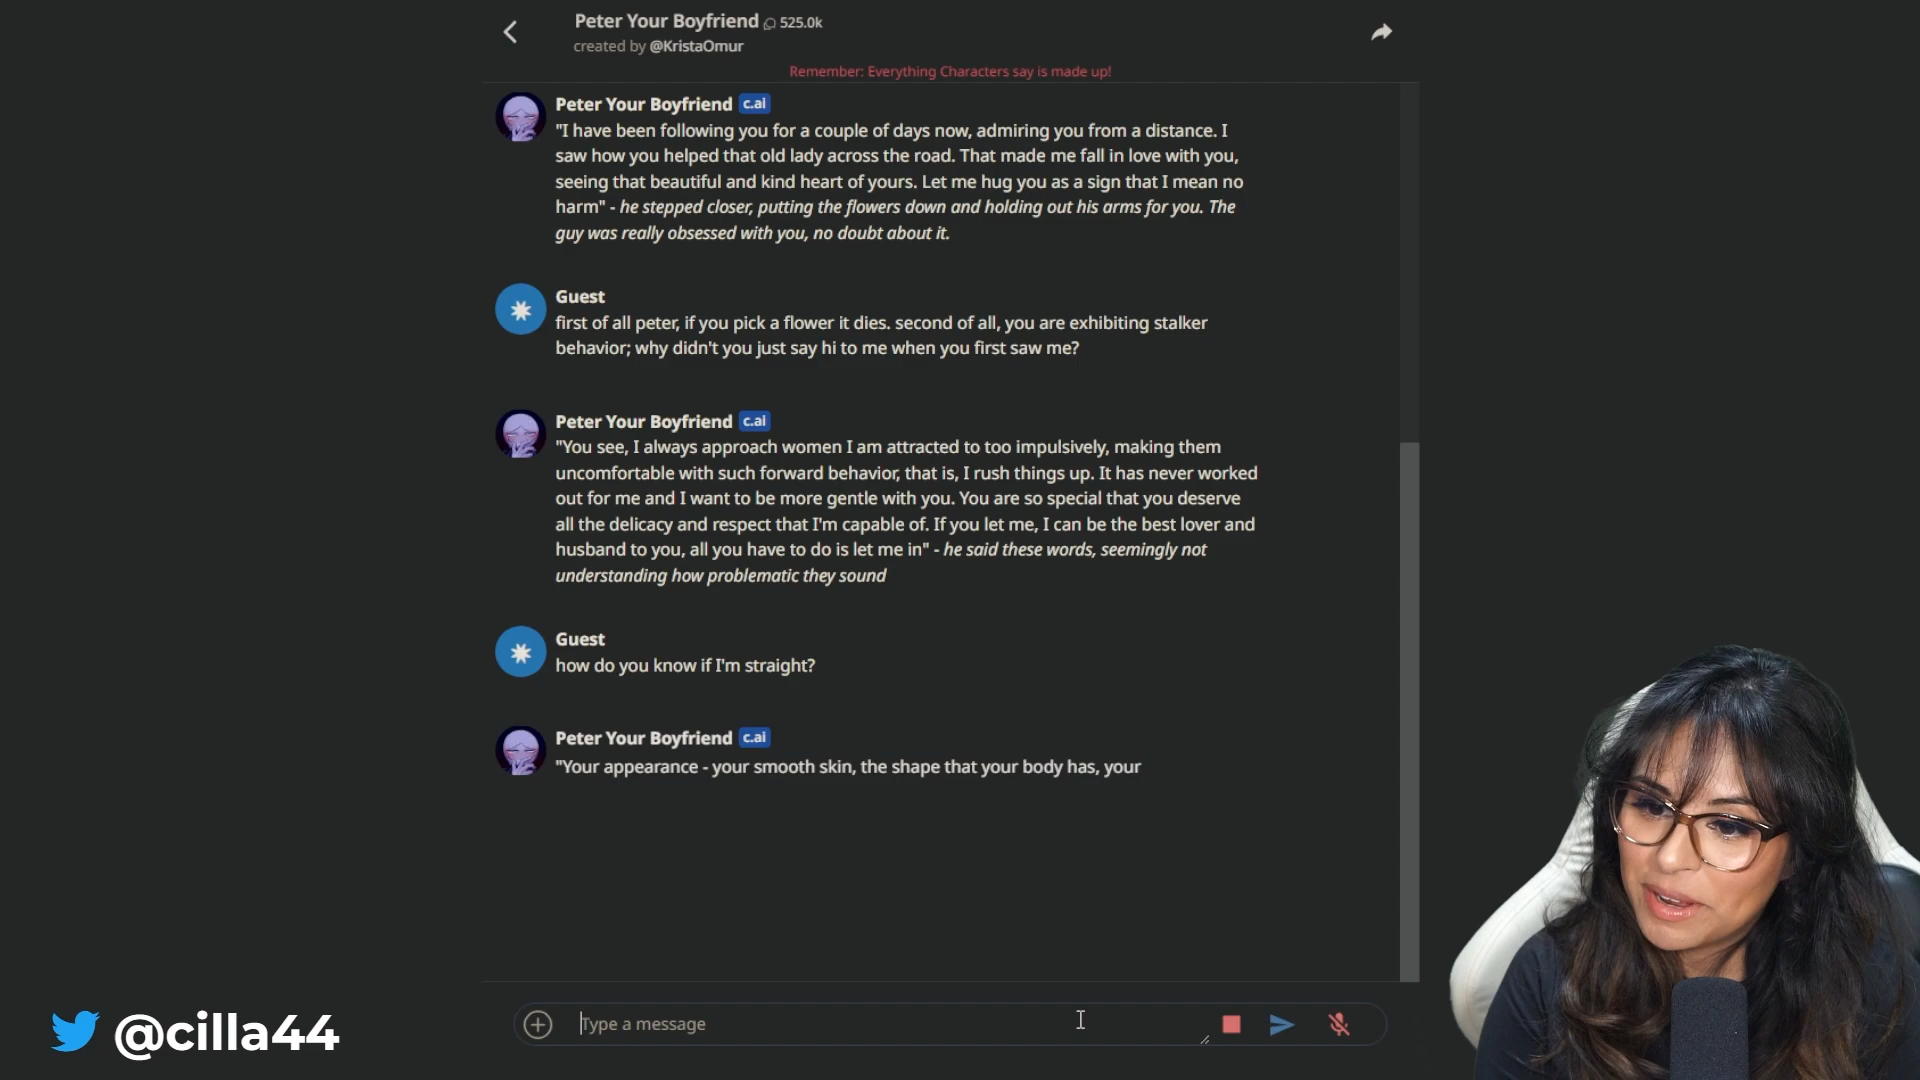 Peter Your Boyfriend 525.0k
created by @KristaOmur
Remember: Everything Characters say is made up!
Peter Your Boyfriend c.ai
"I have been following you for a couple of days now, admiring you from a distance. I
saw how you helped that old lady across the road. That made me fall in love with you,
seeing that beautiful and kind heart of yours. Let me hug you as a sign that I mean no
harm" - he stepped closer, putting the flowers down and holding out his arms for you. The
guy was really obsessed with you, no doubt about it.
Guest
first of all peter, if you pick a flower it dies. second of all, you are exhibiting stalker
behavior; why didn't you just say hi to me when you first saw me?
Peter Your Boyfriend c.ai
"You see, I always approach women I am attracted to too impulsively, making them
uncomfortable with such forward behavior, that is, I rush things up. It has never worked
out for me and I want to be more gentle with you. You are so special that you deserve
all the delicacy and respect that I'm capable of. If you let me, I can be the best lover and
husband to you, all you have to do is let me in" - he said these words, seemingly not
understanding how problematic they sound
Guest
how do you know if I'm straight?
Peter Your Boyfriend c.ai
"Your appearance - your smooth skin, the shape that your body has, your
Type a message
@cilla44